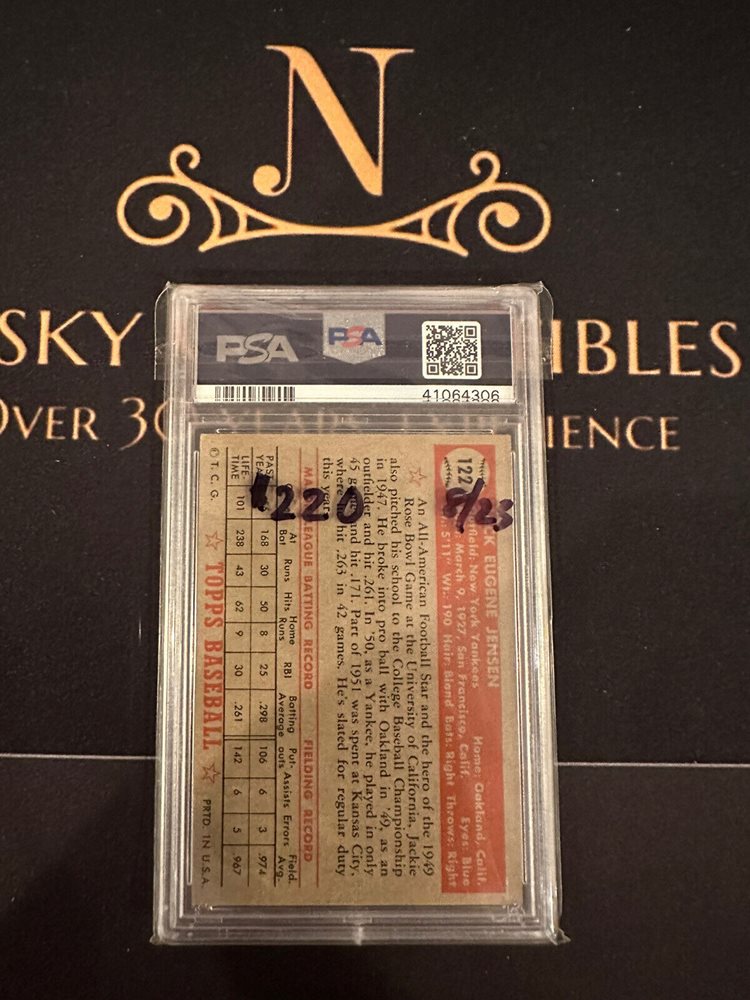 N
SKY IBLES
OVER 30 IENCE
PSA PSA
41064306
122 JACK EUGENE JENSEN
Outfield: New York Yankees Home: Oakland, Calif.
March 9, 1927, San Francisco, Calif. Eyes: Blue
5'11" Wt.: 190 Hair: Blond Bats: Right Throws: Right
8/23
$220
An All-American Football Star and the hero of the 1949
Rose Bowl Game at the University of California, Jackie
also pitched his school to the College Baseball Championship
in 1947. He broke into pro ball with Oakland in '49, as an
outfielder and hit .261. In '50, as a Yankee, he played in only
45 games and hit .171. Part of 1951 was spent at Kansas City,
where he hit .263 in 42 games. He's slated for regular duty
this year.
MAJOR LEAGUE BATTING RECORD FIELDING RECORD
At Bat Runs Hits Home Runs RBI Batting Average Put-outs Assists Errors Field. Avg.
PAST YEAR 168 30 50 8 25 .298 106 6 3 .974
LIFE TIME 101 238 43 62 9 30 .261 142 6 5 .967
© T. C. G. TOPPS BASEBALL PRTD. IN U.S.A.